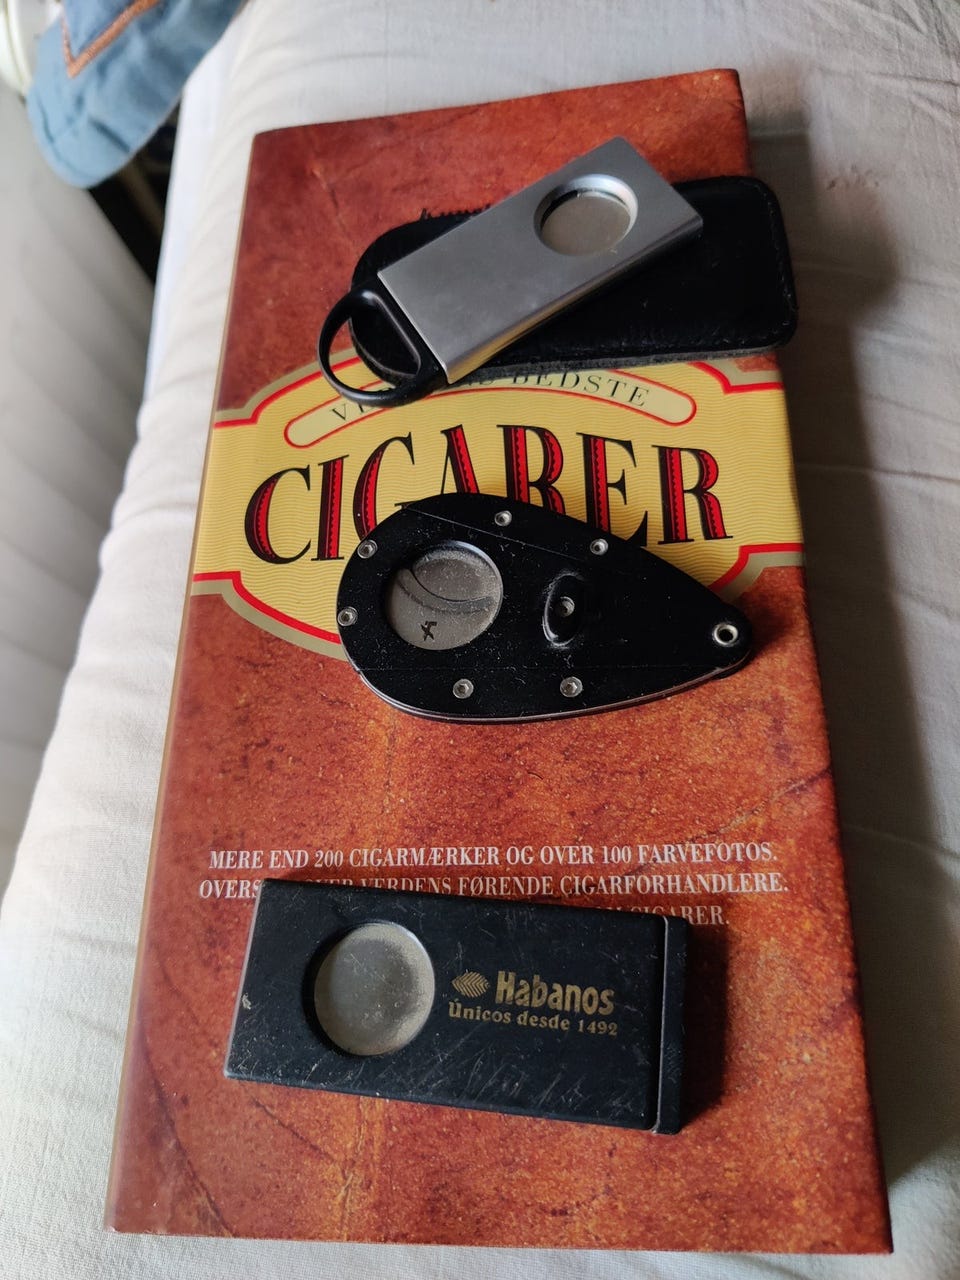 BEDSTE
CIGARER
MERE END 200 CIGARMÆRKER OG OVER 100 FARVEFOTOS.
VERDENS FØRENDE CIGARFORHANDLERE.
CIGARER.
Habanos
Únicos desde 1492